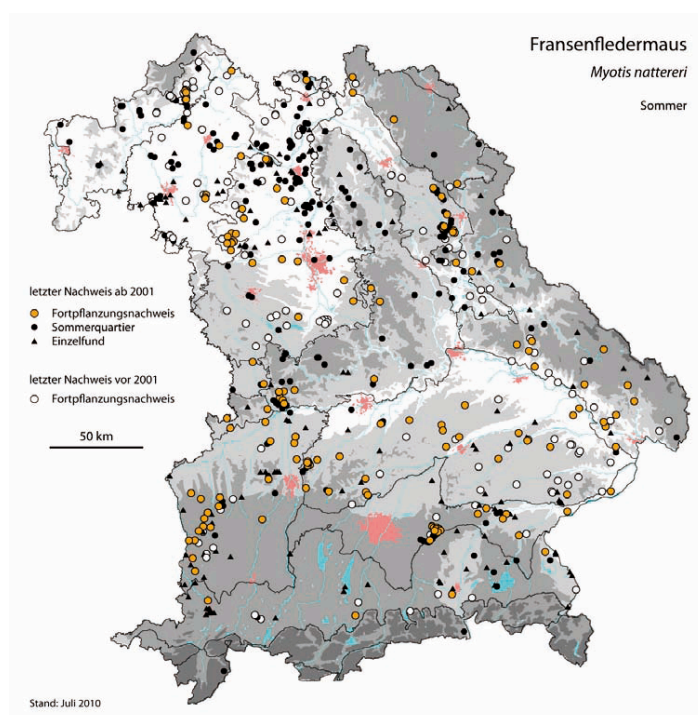 Fransenfledermaus
Myotis nattereri
Sommer
letzter Nachweis ab 2001
Fortpflanzungsnachweis
Sommerquartier
Einzelfund
letzter Nachweis vor 2001
Fortpflanzungsnachweis
50 km
Stand: Juli 2010